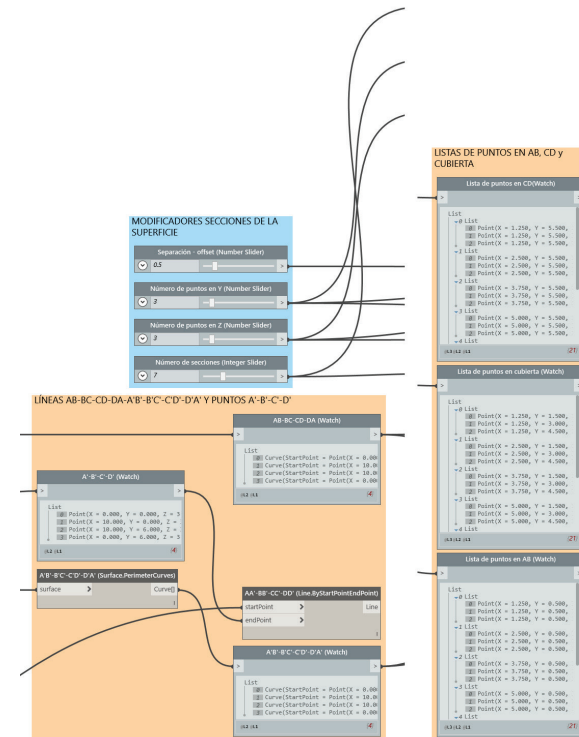 MODIFICADORES SECCIONES DE LA
SUPERFICIE
Separación - offset (Number Slider)
0.5
Número de puntos en Y (Number Slider)
3
Número de puntos en Z (Number Slider)
3
Número de secciones (Integer Slider)
7
LÍNEAS AB-BC-CD-DA-A'B'-B'C'-C'D'-D'A' Y PUNTOS A'-B'-C'-D'
AB-BC-CD-DA (Watch)
List
0 Curve(StartPoint = Point(X = 0.00
1 Curve(StartPoint = Point(X = 10.0
2 Curve(StartPoint = Point(X = 10.0
3 Curve(StartPoint = Point(X = 0.00
@L2 @L1 {4}
A'-B'-C'-D' (Watch)
List
0 Point(X = 0.000, Y = 0.000, Z = 3
1 Point(X = 10.000, Y = 0.000, Z =
2 Point(X = 10.000, Y = 6.000, Z =
3 Point(X = 0.000, Y = 6.000, Z = 3
@L2 @L1 {4}
A'B'-B'C'-C'D'-D'A' (Surface.PerimeterCurves)
surface > Curve[]
AA'-BB'-CC'-DD' (Line.ByStartPointEndPoint)
startPoint > Line
endPoint >
A'B'-B'C'-C'D'-D'A' (Watch)
List
0 Curve(StartPoint = Point(X = 0.00
1 Curve(StartPoint = Point(X = 10.0
2 Curve(StartPoint = Point(X = 10.0
3 Curve(StartPoint = Point(X = 0.00
@L2 @L1 {4}
LISTAS DE PUNTOS EN AB, CD y
CUBIERTA
Lista de puntos en CD(Watch)
List
0 List
0 Point(X = 1.250, Y = 5.500,
1 Point(X = 1.250, Y = 5.500,
2 Point(X = 1.250, Y = 5.500,
1 List
0 Point(X = 2.500, Y = 5.500,
1 Point(X = 2.500, Y = 5.500,
2 Point(X = 2.500, Y = 5.500,
2 List
0 Point(X = 3.750, Y = 5.500,
1 Point(X = 3.750, Y = 5.500,
2 Point(X = 3.750, Y = 5.500,
3 List
0 Point(X = 5.000, Y = 5.500,
1 Point(X = 5.000, Y = 5.500,
2 Point(X = 5.000, Y = 5.500,
4 List
@L3 @L2 @L1 {21}
Lista de puntos en cubierta (Watch)
List
0 List
0 Point(X = 1.250, Y = 1.500,
1 Point(X = 1.250, Y = 3.000,
2 Point(X = 1.250, Y = 4.500,
1 List
0 Point(X = 2.500, Y = 1.500,
1 Point(X = 2.500, Y = 3.000,
2 Point(X = 2.500, Y = 4.500,
2 List
0 Point(X = 3.750, Y = 1.500,
1 Point(X = 3.750, Y = 3.000,
2 Point(X = 3.750, Y = 4.500,
3 List
0 Point(X = 5.000, Y = 1.500,
1 Point(X = 5.000, Y = 3.000,
2 Point(X = 5.000, Y = 4.500,
4 List
@L3 @L2 @L1 {21}
Lista de puntos en AB (Watch)
List
0 List
0 Point(X = 1.250, Y = 0.500,
1 Point(X = 1.250, Y = 0.500,
2 Point(X = 1.250, Y = 0.500,
1 List
0 Point(X = 2.500, Y = 0.500,
1 Point(X = 2.500, Y = 0.500,
2 Point(X = 2.500, Y = 0.500,
2 List
0 Point(X = 3.750, Y = 0.500,
1 Point(X = 3.750, Y = 0.500,
2 Point(X = 3.750, Y = 0.500,
3 List
0 Point(X = 5.000, Y = 0.500,
1 Point(X = 5.000, Y = 0.500,
2 Point(X = 5.000, Y = 0.500,
4 List
@L3 @L2 @L1 {21}